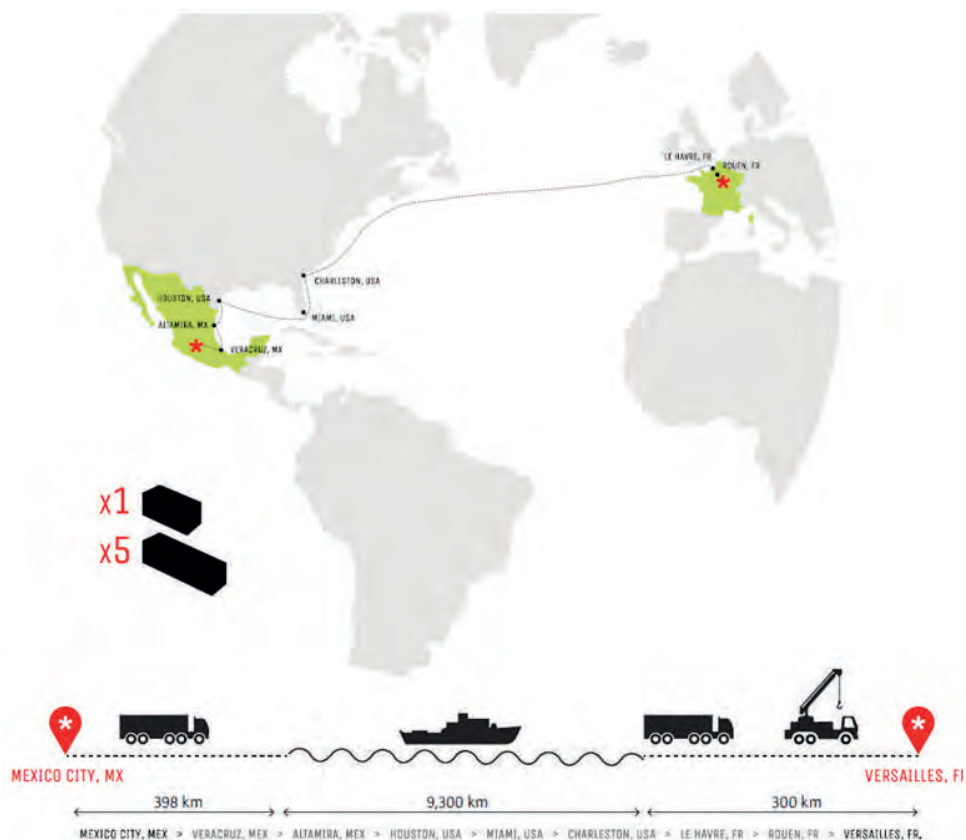 LE HAVRE, FR
ROUEN, FR
CHARLESTON, USA
HOUSTON, USA
MIAMI, USA
ALTAMIRA, MX
VERACRUZ, MX
x1
x5
MEXICO CITY, MX
VERSAILLES, FR
398 km
9,300 km
300 km
MEXICO CITY, MEX > VERACRUZ, MEX > ALTAMIRA, MEX > HOUSTON, USA > MIAMI, USA > CHARLESTON, USA > LE HAVRE, FR > ROUEN, FR > VERSAILLES, FR.